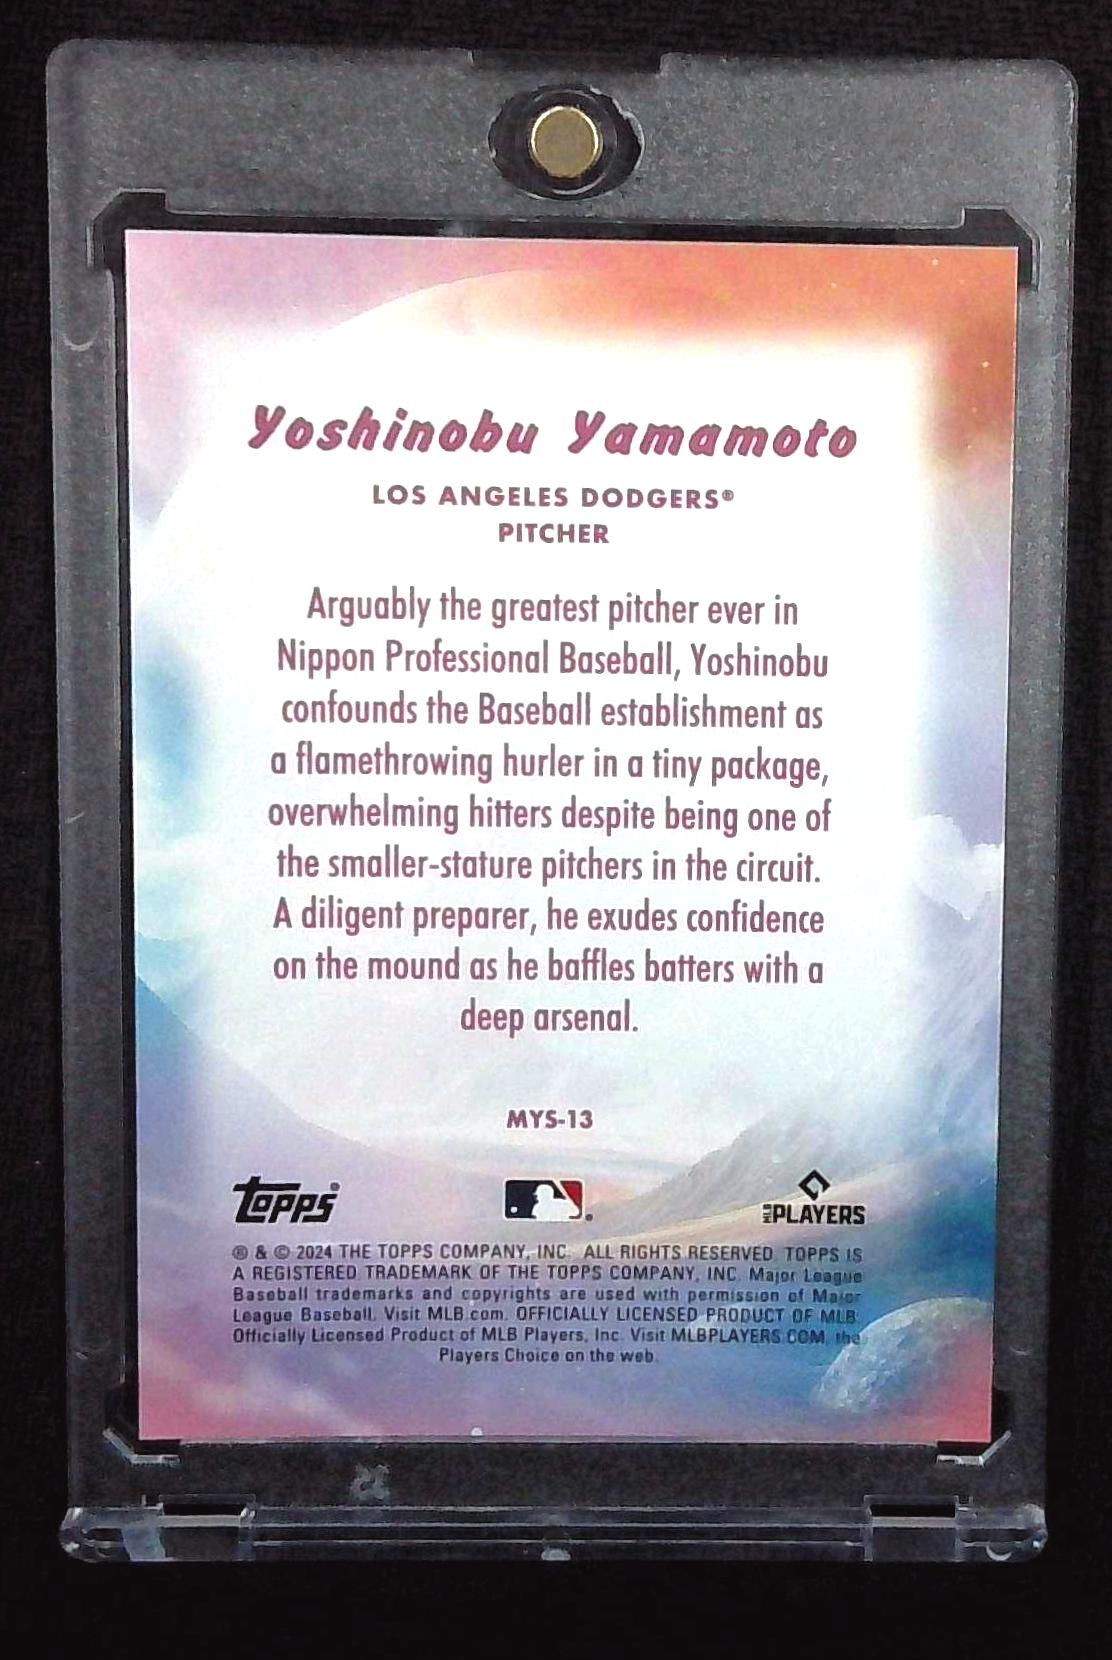 Yoshinobu Yamamoto
LOS ANGELES DODGERS®
PITCHER
Arguably the greatest pitcher ever in
Nippon Professional Baseball, Yoshinobu
confounds the Baseball establishment as
a flamethrowing hurler in a tiny package,
overwhelming hitters despite being one of
the smaller-stature pitchers in the circuit.
A diligent preparer, he exudes confidence
on the mound as he baffles batters with a
deep arsenal.
MYS-13
Topps
MLB PLAYERS
® & © 2024 THE TOPPS COMPANY, INC. ALL RIGHTS RESERVED. TOPPS IS
A REGISTERED TRADEMARK OF THE TOPPS COMPANY, INC. Major League
Baseball trademarks and copyrights are used with permission of Major
League Baseball. Visit MLB.com. OFFICIALLY LICENSED PRODUCT OF MLB
Officially Licensed Product of MLB Players, Inc. Visit MLBPLAYERS.COM, the
Players Choice on the web.